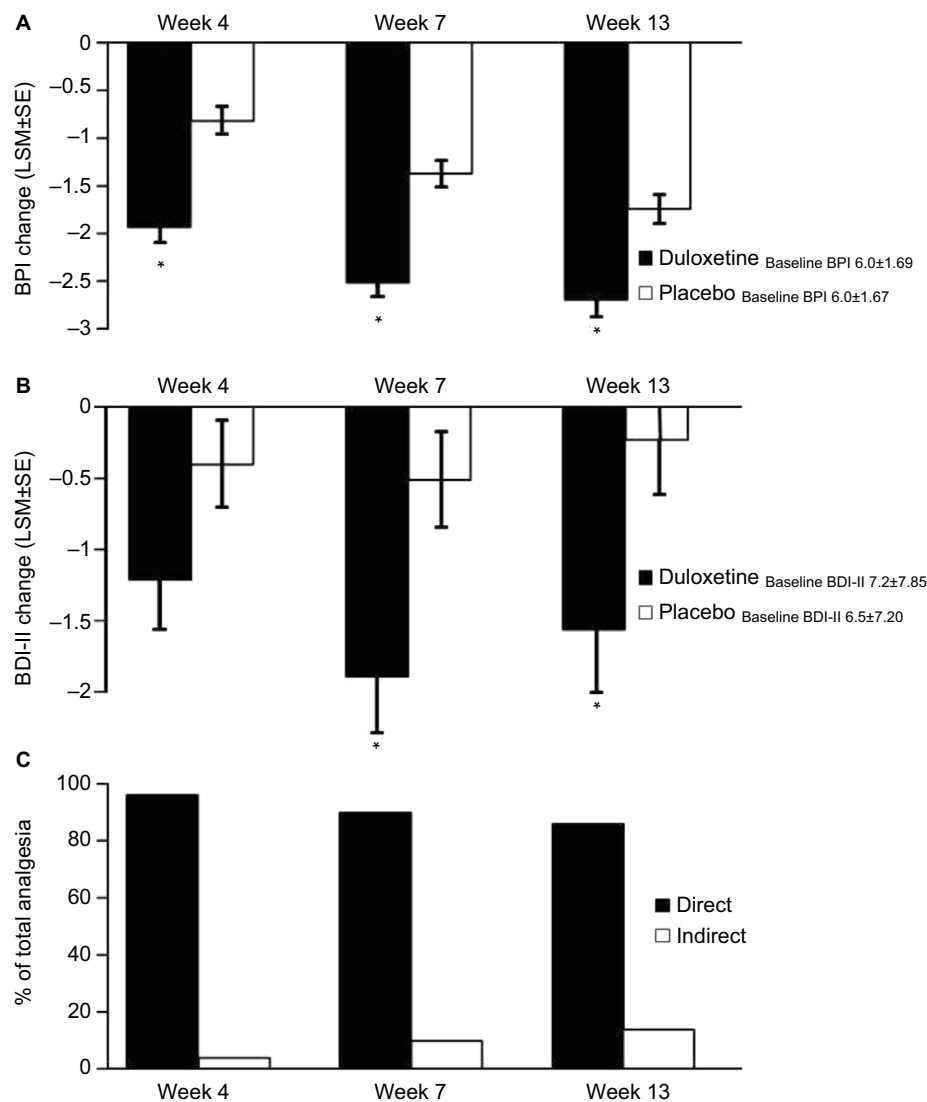 A
Week 4 Week 7 Week 13
BPI change (LSM±SE)
0
–0.5
–1
–1.5
–2
–2.5
–3
* * *
Duloxetine Baseline BPI 6.0±1.69
Placebo Baseline BPI 6.0±1.67
B
Week 4 Week 7 Week 13
BDI-II change (LSM±SE)
0
–0.5
–1
–1.5
–2
* *
Duloxetine Baseline BDI-II 7.2±7.85
Placebo Baseline BDI-II 6.5±7.20
C
% of total analgesia
100
80
60
40
20
0
Direct
Indirect
Week 4 Week 7 Week 13